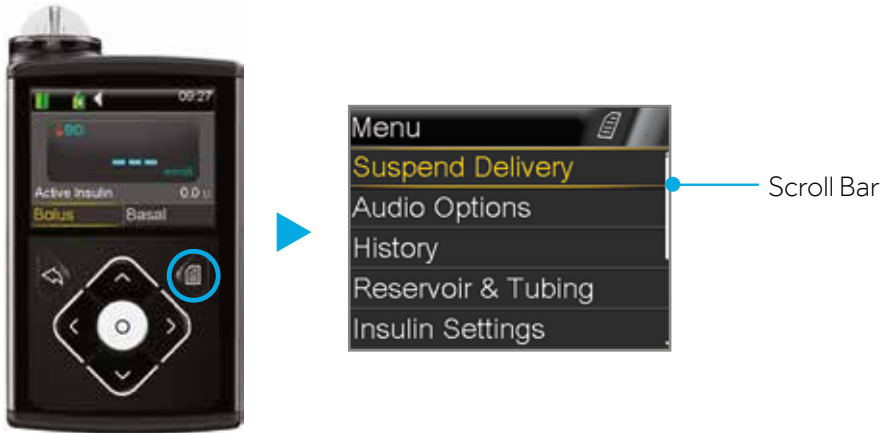 09:27
BG
---
Active Insulin 0.0 U
Bolus Basal
Menu
Suspend Delivery
Audio Options
History
Reservoir & Tubing
Insulin Settings
Scroll Bar